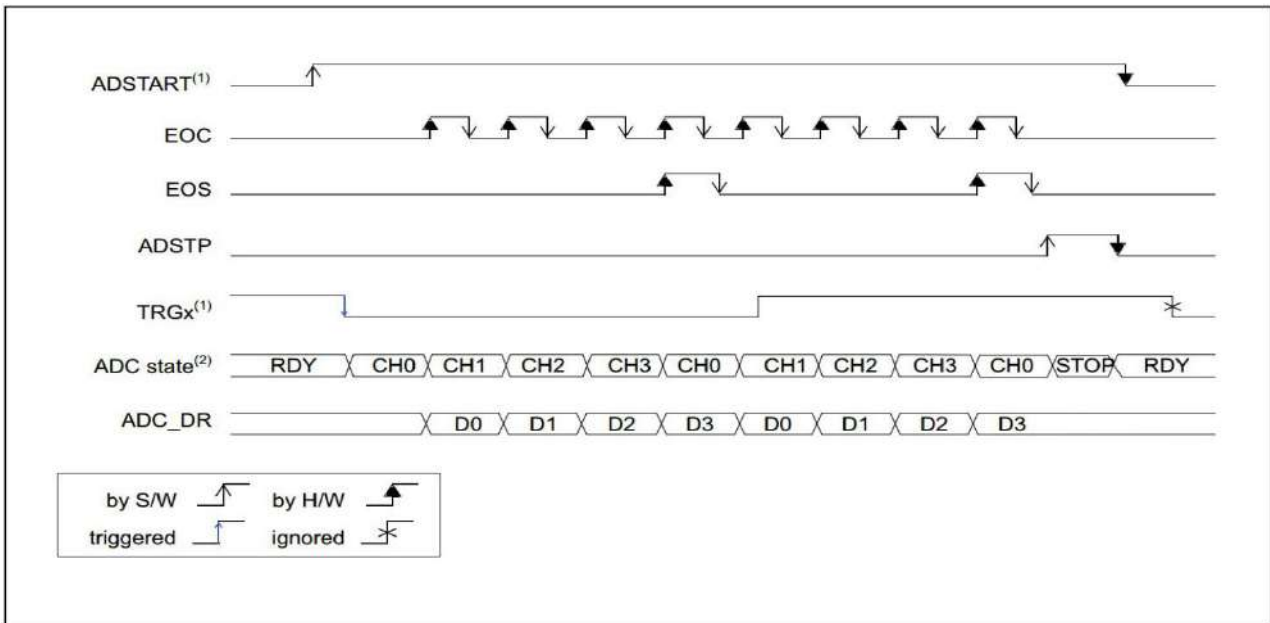 ADSTART(1)
EOC
EOS
ADSTP
TRGx(1)
ADC state(2) RDY CH0 CH1 CH2 CH3 CH0 CH1 CH2 CH3 CH0 STOP RDY
ADC_DR D0 D1 D2 D3 D0 D1 D2 D3
by S/W by H/W
triggered ignored